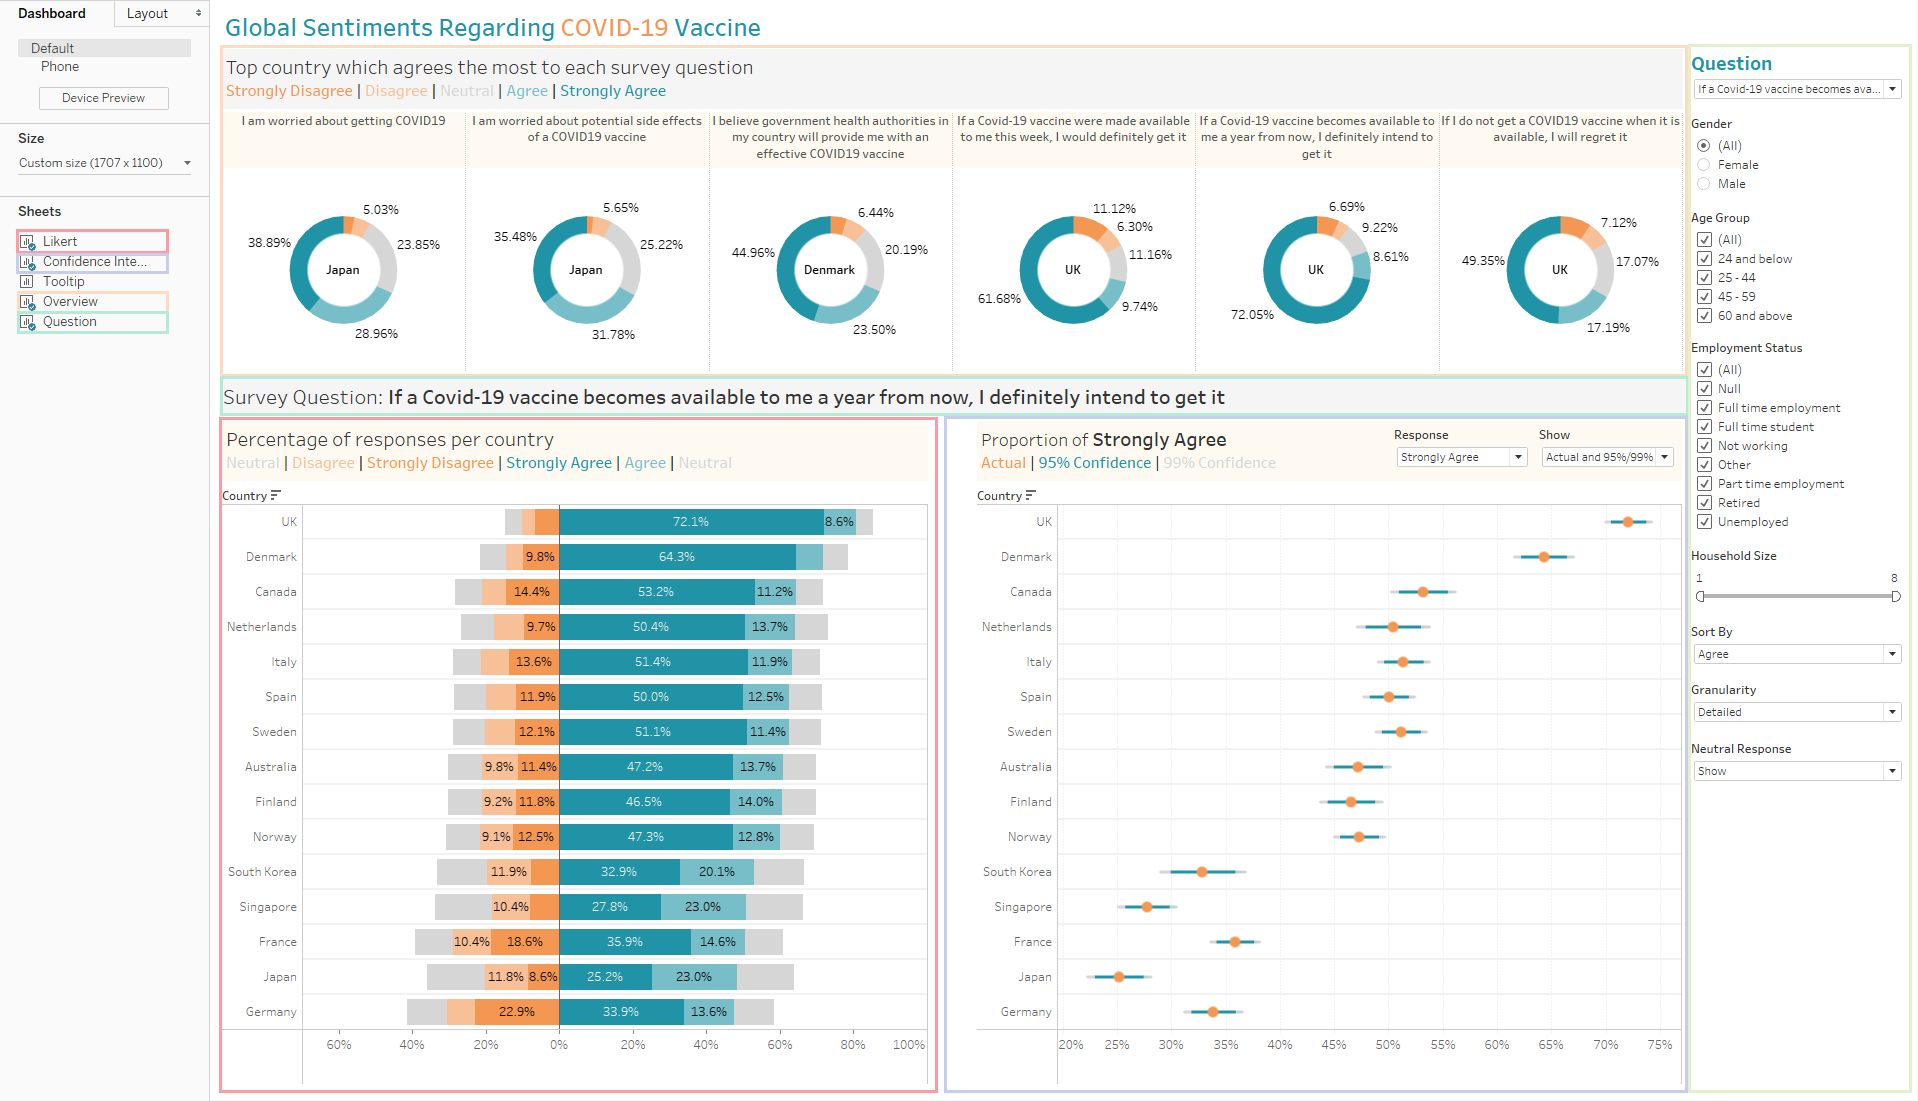 Dashboard
Layout
Default
Phone
Device Preview
Size
Custom size (1707 x 1100)
Sheets
Likert
Confidence Inte...
Tooltip
Overview
Question
Global Sentiments Regarding COVID-19 Vaccine
Top country which agrees the most to each survey question
Strongly Disagree | Disagree | Neutral | Agree | Strongly Agree
I am worried about getting COVID19
5.03%
23.85%
28.96%
38.89%
Japan
I am worried about potential side effects
of a COVID19 vaccine
5.65%
25.22%
31.78%
35.48%
Japan
I believe government health authorities in
my country will provide me with an
effective COVID19 vaccine
6.44%
20.19%
23.50%
44.96%
Denmark
If a Covid-19 vaccine were made available
to me this week, I would definitely get it
11.12%
6.30%
11.16%
9.74%
61.68%
UK
If a Covid-19 vaccine becomes available to
me a year from now, I definitely intend to
get it
6.69%
9.22%
8.61%
72.05%
UK
If I do not get a COVID19 vaccine when it is
available, I will regret it
7.12%
17.07%
17.19%
49.35%
UK
Survey Question: If a Covid-19 vaccine becomes available to me a year from now, I definitely intend to get it
Percentage of responses per country
Neutral | Disagree | Strongly Disagree | Strongly Agree | Agree | Neutral
Country
UK 72.1% 8.6%
Denmark 9.8% 64.3%
Canada 14.4% 53.2% 11.2%
Netherlands 9.7% 50.4% 13.7%
Italy 13.6% 51.4% 11.9%
Spain 11.9% 50.0% 12.5%
Sweden 12.1% 51.1% 11.4%
Australia 9.8% 11.4% 47.2% 13.7%
Finland 9.2% 11.8% 46.5% 14.0%
Norway 9.1% 12.5% 47.3% 12.8%
South Korea 11.9% 32.9% 20.1%
Singapore 10.4% 27.8% 23.0%
France 10.4% 18.6% 35.9% 14.6%
Japan 11.8% 8.6% 25.2% 23.0%
Germany 22.9% 33.9% 13.6%
60% 40% 20% 0% 20% 40% 60% 80% 100%
Proportion of Strongly Agree
Actual | 95% Confidence | 99% Confidence
Response
Strongly Agree
Show
Actual and 95%/99%
Country
UK
Denmark
Canada
Netherlands
Italy
Spain
Sweden
Australia
Finland
Norway
South Korea
Singapore
France
Japan
Germany
20% 25% 30% 35% 40% 45% 50% 55% 60% 65% 70% 75%
Question
If a Covid-19 vaccine becomes ava...
Gender
(All)
Female
Male
Age Group
(All)
24 and below
25 - 44
45 - 59
60 and above
Employment Status
(All)
Null
Full time employment
Full time student
Not working
Other
Part time employment
Retired
Unemployed
Household Size
1 8
Sort By
Agree
Granularity
Detailed
Neutral Response
Show